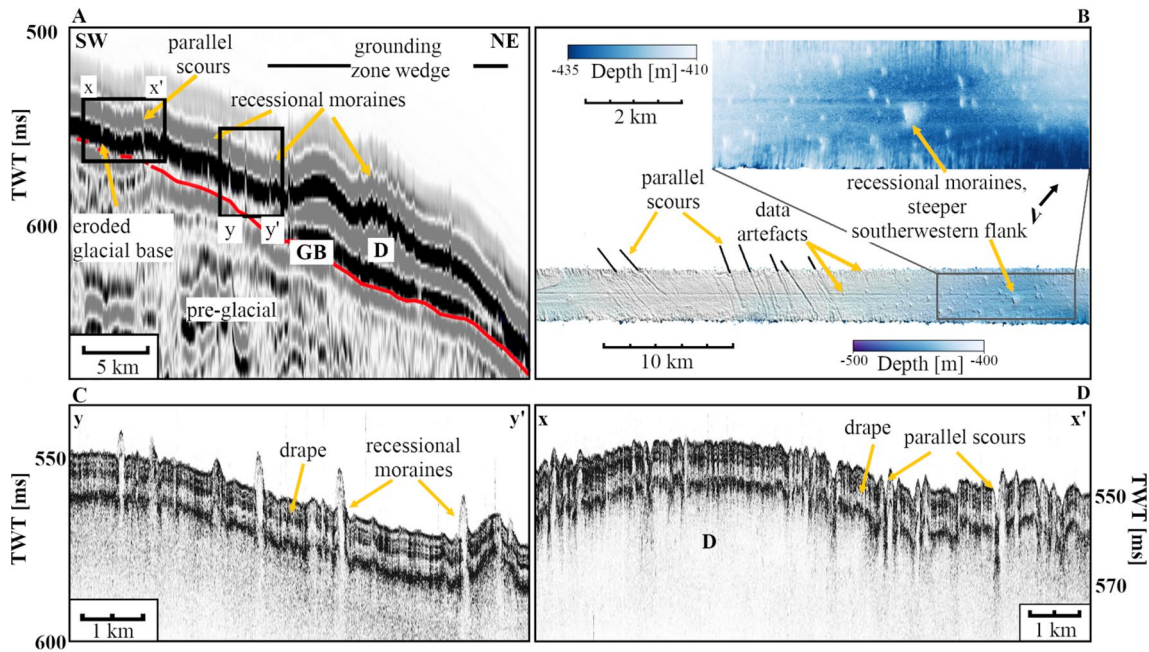 A
500
SW
NE
parallel
scours
grounding
zone wedge
x
x'
recessional moraines
TWT [ms]
600
eroded
glacial base
y
y'
GB
D
pre-glacial
5 km
B
-435
Depth [m]
-410
2 km
recessional moraines,
steeper
southerwestern flank
N
parallel
scours
data
artefacts
10 km
-500
Depth [m]
-400
C
y
y'
550
TWT [ms]
drape
recessional
moraines
600
1 km
D
x
x'
drape
parallel scours
550
TWT [ms]
570
D
1 km